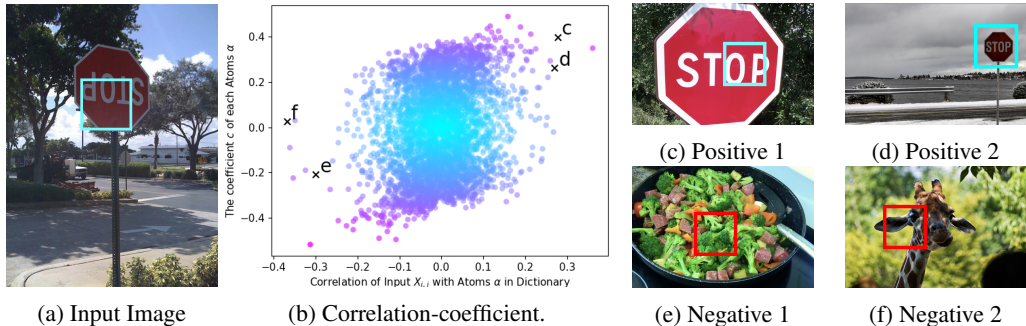 STOP
(a) Input Image
The coefficient c of each Atoms α
0.4
0.2
0.0
−0.2
−0.4
c
d
f
e
−0.4 −0.3 −0.2 −0.1 0.0 0.1 0.2 0.3
Correlation of Input X_{i,i} with Atoms α in Dictionary
(b) Correlation-coefficient.
STOP
(c) Positive 1
STOP
(d) Positive 2
(e) Negative 1
(f) Negative 2